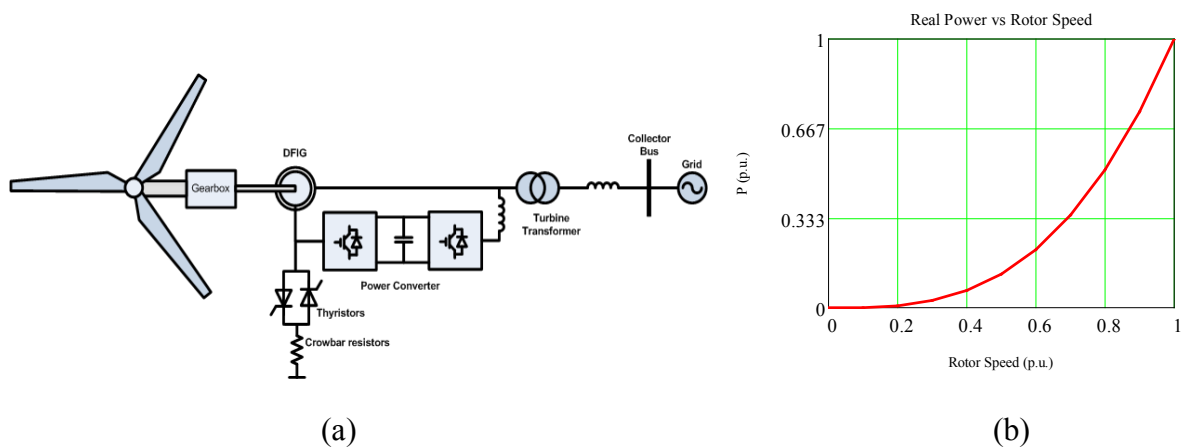 DFIG
Gearbox
Collector
Bus
Grid
Turbine
Transformer
Power Converter
Thyristors
Crowbar resistors
(a)
Real Power vs Rotor Speed
P (p.u.)
1
0.667
0.333
0
0 0.2 0.4 0.6 0.8 1
Rotor Speed (p.u.)
(b)